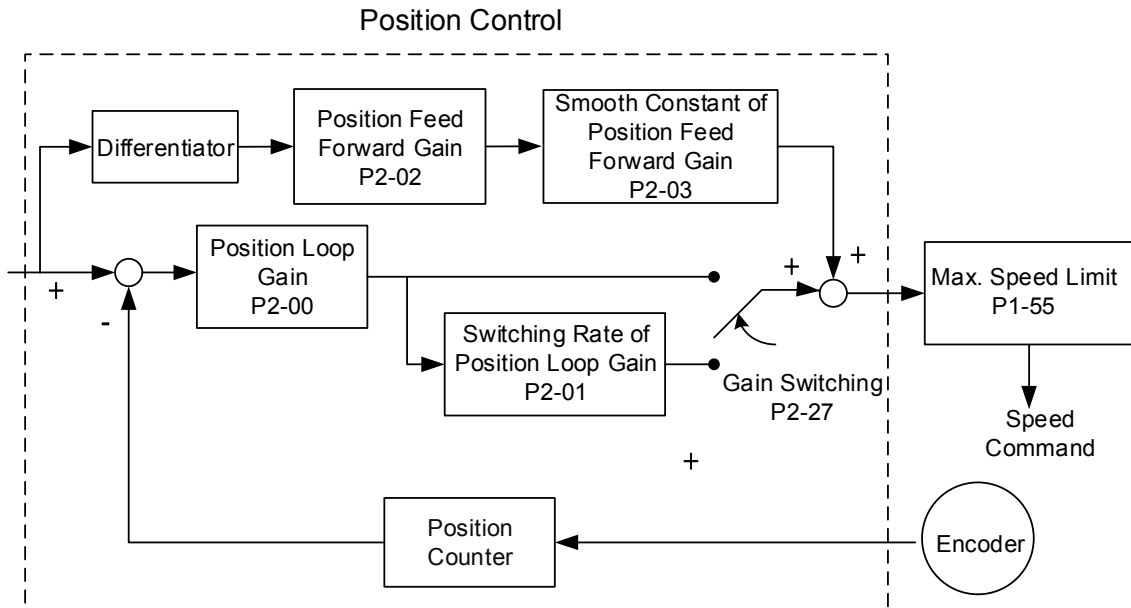 Position Control
Differentiator
Position Feed
Forward Gain
P2-02
Smooth Constant of
Position Feed
Forward Gain
P2-03
+
-
Position Loop
Gain
P2-00
Switching Rate of
Position Loop Gain
P2-01
+
+
Gain Switching
P2-27
+
Max. Speed Limit
P1-55
Speed
Command
Position
Counter
Encoder